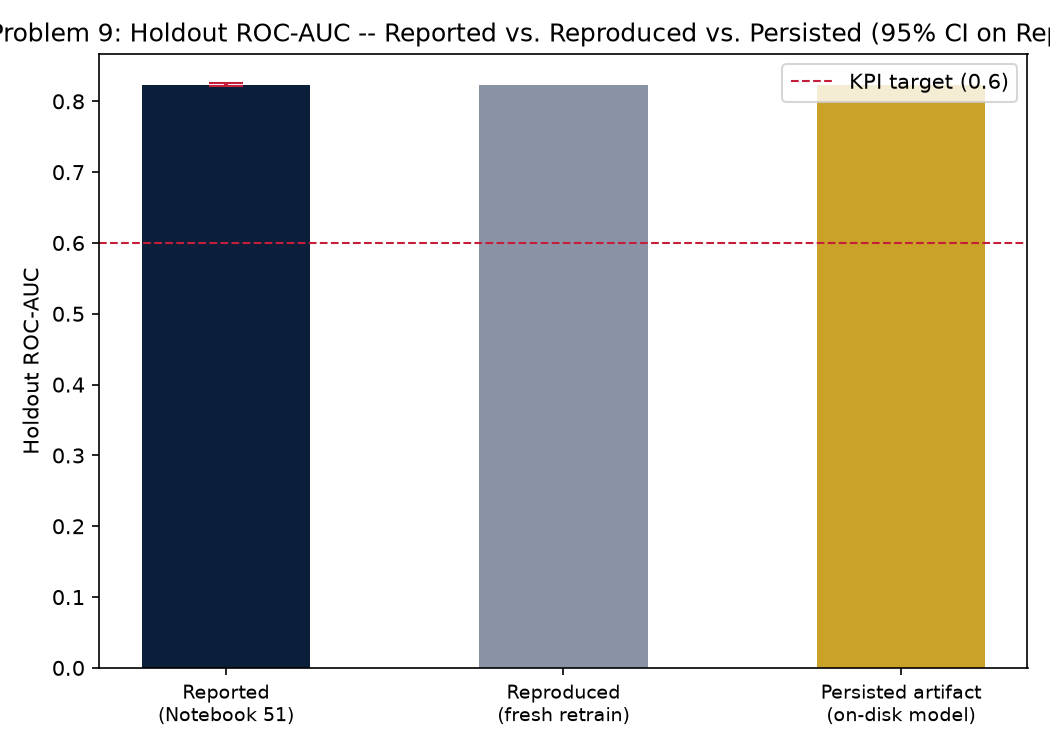 Problem 9: Holdout ROC-AUC -- Reported vs. Reproduced vs. Persisted (95% CI on
KPI target (0.6)
Holdout ROC-AUC
0.8
0.7
0.6
0.5
0.4
0.3
0.2
0.1
0.0
Reported
(Notebook 51)
Reproduced
(fresh retrain)
Persisted artifact
(on-disk model)